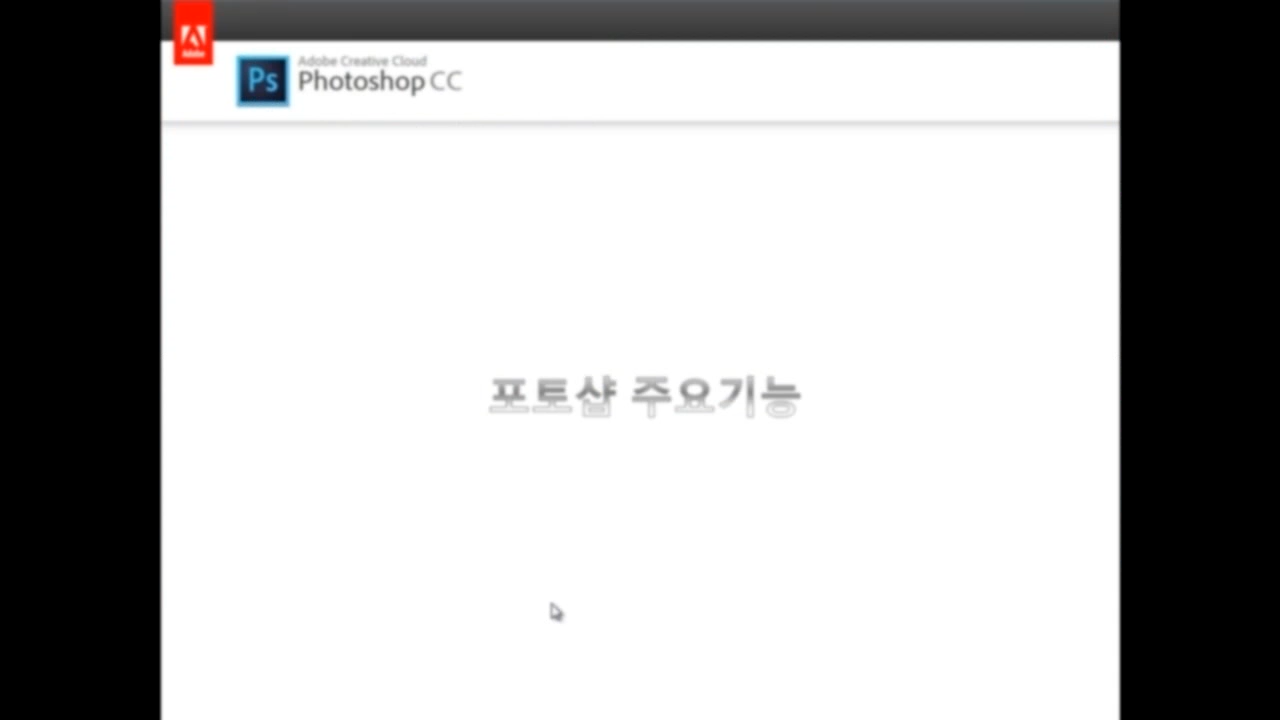 Adobe
Adobe Creative Cloud
Ps
Photoshop CC
포토샵 주요기능